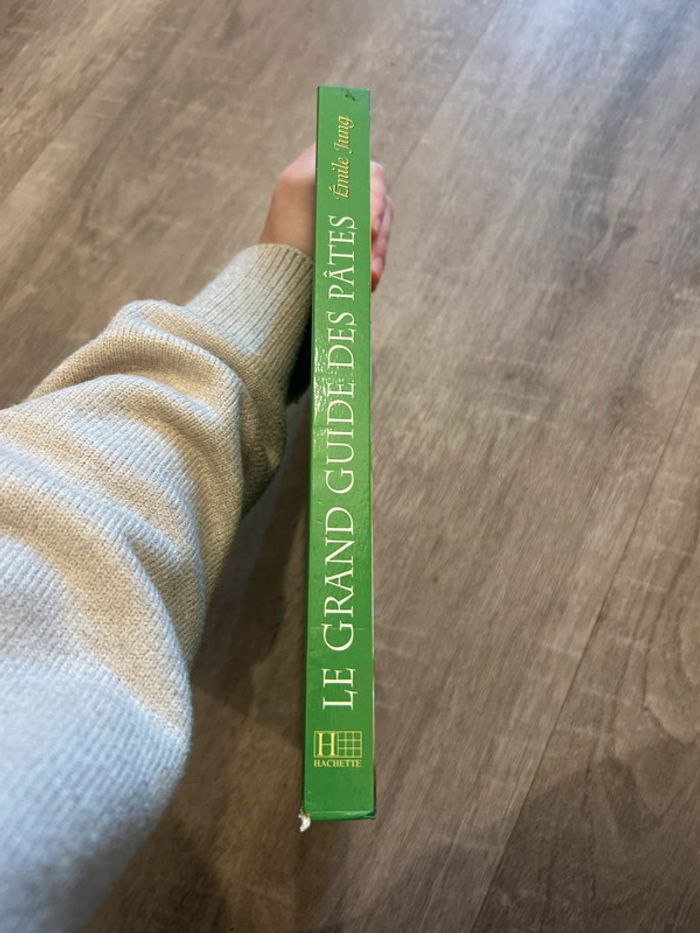 LE GRAND GUIDE DES PÂTES
Émile Jung
H
HACHETTE